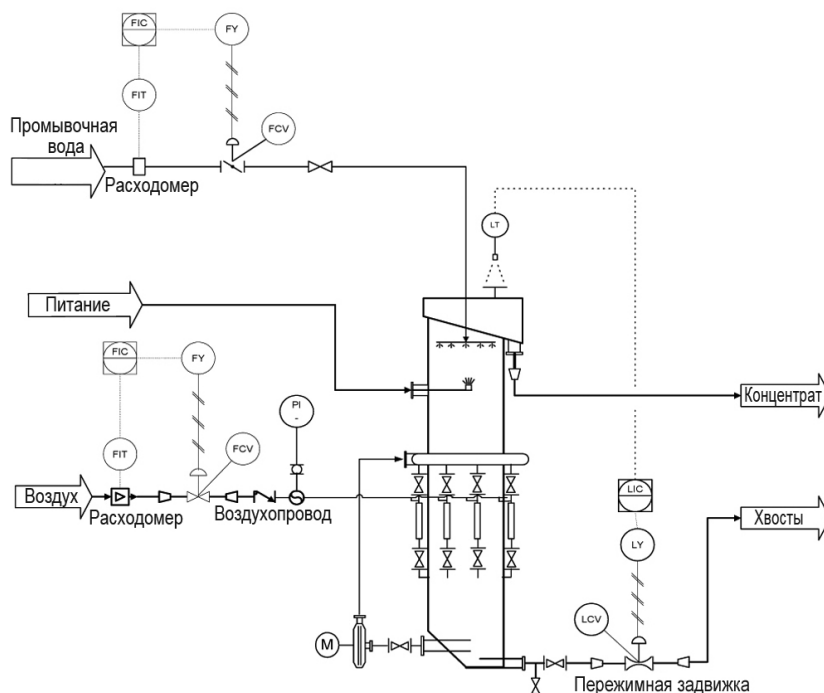 FIC
FY
FIT
FCV
Промывочная
вода
Расходомер
LT
Питание
FIC
FY
PI
-
Концентрат
FIT
FCV
LIC
Воздух
Расходомер
Воздухопровод
Хвосты
LY
M
LCV
Пережимная задвижка